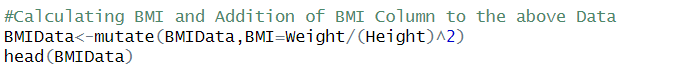 #Calculating BMI and Addition of BMI Column to the above Data
BMIData<-mutate(BMIData,BMI=Weight/(Height)^2)
head(BMIData)